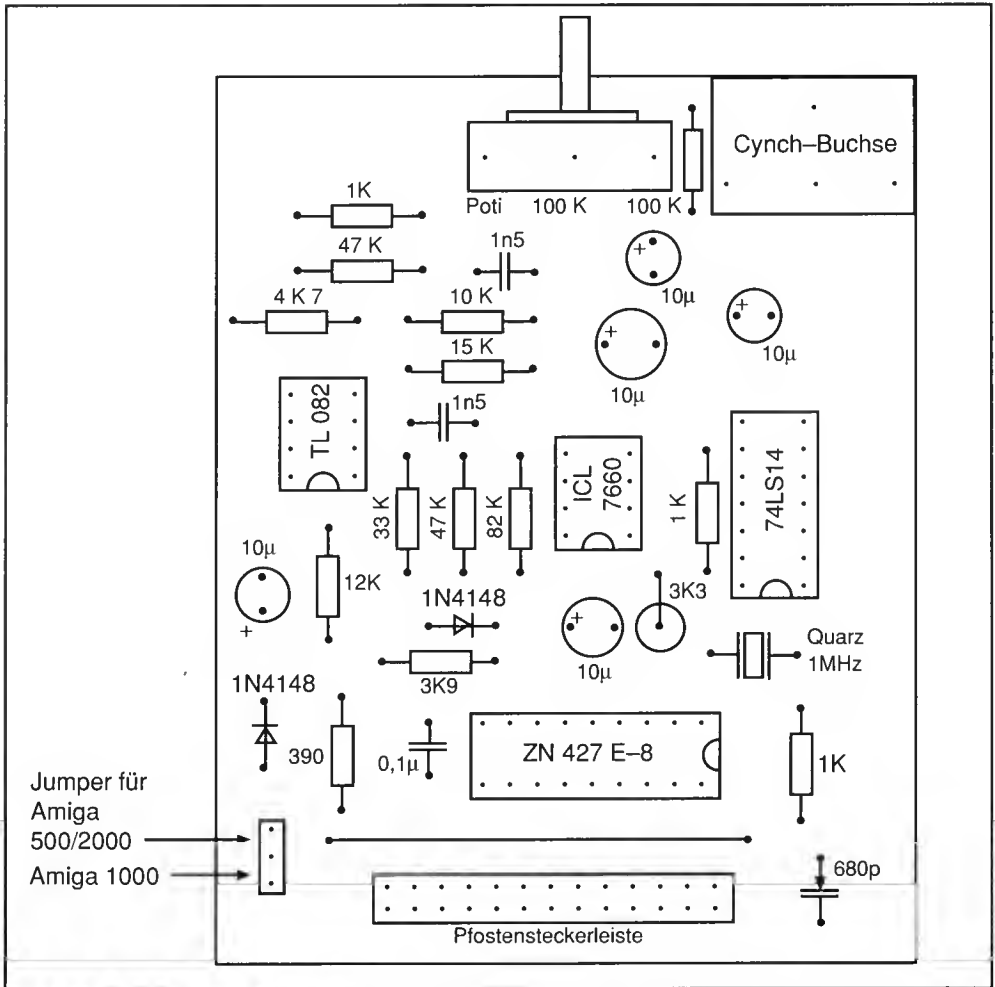 Cynch–Buchse
Poti 100 K 100 K
1K
47 K
1n5
4 K 7
10 K
+
10µ
+
10µ
15 K
+
10µ
TL 082
1n5
ICL
7660
74LS14
33 K
47 K
82 K
1 K
10µ
+
12K
1N4148
+
10µ
3K3
Quarz
1MHz
3K9
1N4148
390
0,1µ
ZN 427 E–8
1K
Jumper für
Amiga
500/2000
Amiga 1000
680p
Pfostensteckerleiste